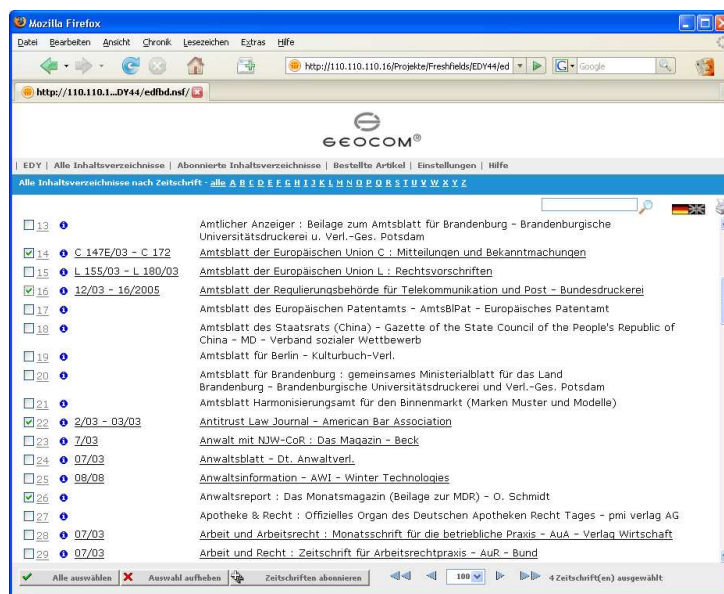 Mozilla Firefox
Datei Bearbeiten Ansicht Chronik Lesezeichen Extras Hilfe
http://110.110.110.16/Projekte/Freshfields/EDY44/ed
G Google
http://110.110.1...DY44/edfbd.nsf/
GEOCOM®
| EDY | Alle Inhaltsverzeichnisse | Abonnierte Inhaltsverzeichnisse | Bestellte Artikel | Einstellungen | Hilfe
Alle Inhaltsverzeichnisse nach Zeitschrift - alle A B C D E F G H I J K L M N O P Q R S T U V W X Y Z
13 Amtlicher Anzeiger : Beilage zum Amtsblatt für Brandenburg - Brandenburgische
Universitätsdruckerei u. Verl.-Ges. Potsdam
14 C 147E/03 - C 172 Amtsblatt der Europäischen Union C : Mitteilungen und Bekanntmachungen
15 L 155/03 - L 180/03 Amtsblatt der Europäischen Union L : Rechtsvorschriften
16 12/03 - 16/2005 Amtsblatt der Regulierungsbehörde für Telekommunikation und Post - Bundesdruckerei
17 Amtsblatt des Europäischen Patentamts - AmtsBlPat - Europäisches Patentamt
18 Amtsblatt des Staatsrats (China) - Gazette of the State Council of the People's Republic of
China - MD - Verband sozialer Wettbewerb
19 Amtsblatt für Berlin - Kulturbuch-Verl.
20 Amtsblatt für Brandenburg : gemeinsames Ministerialblatt für das Land
Brandenburg - Brandenburgische Universitätsdruckerei und Verl.-Ges. Potsdam
21 Amtsblatt Harmonisierungsamt für den Binnenmarkt (Marken Muster und Modelle)
22 2/03 - 03/03 Antitrust Law Journal - American Bar Association
23 7/03 Anwalt mit NJW-CoR : Das Magazin - Beck
24 07/03 Anwaltsblatt - Dt. Anwaltverl.
25 08/08 Anwaltsinformation - AWI - Winter Technologies
26 Anwaltsreport : Das Monatsmagazin (Beilage zur MDR) - O. Schmidt
27 Apotheke & Recht : Offizielles Organ des Deutschen Apotheken Recht Tages - pmi verlag AG
28 07/03 Arbeit und Arbeitsrecht : Monatsschrift für die betriebliche Praxis - AuA - Verlag Wirtschaft
29 07/03 Arbeit und Recht : Zeitschrift für Arbeitsrechtpraxis - AuR - Bund
Alle auswählen Auswahl aufheben Zeitschriften abonnieren 100 4 Zeitschrift(en) ausgewählt